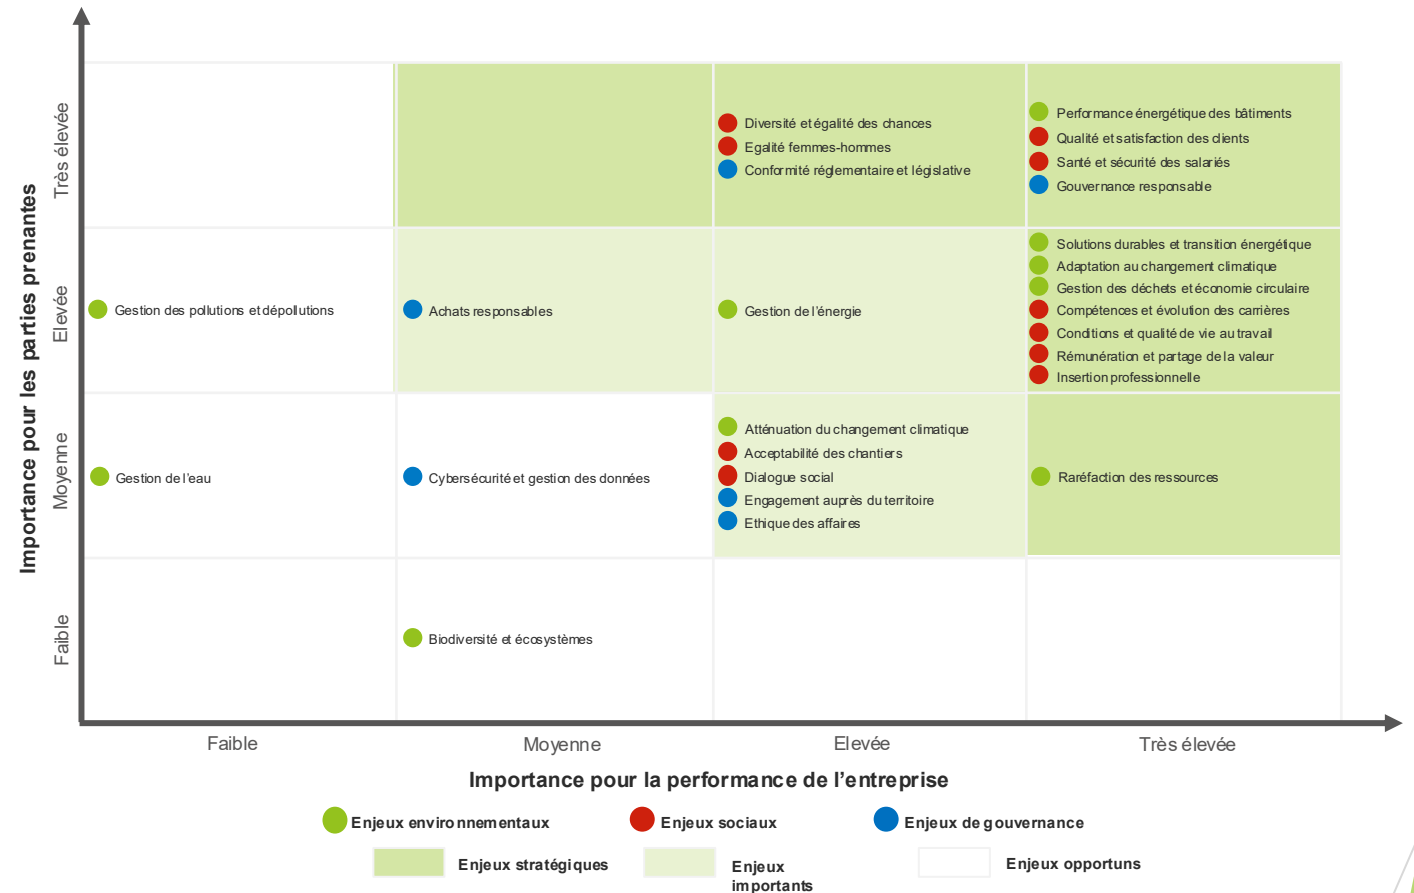 Importance pour les parties prenantes
Très élevée
Diversité et égalité des chances
Egalité femmes-hommes
Conformité réglementaire et législative
Performance énergétique des bâtiments
Qualité et satisfaction des clients
Santé et sécurité des salariés
Gouvernance responsable
Elevée
Gestion des pollutions et dépollutions
Achats responsables
Gestion de l'énergie
Solutions durables et transition énergétique
Adaptation au changement climatique
Gestion des déchets et économie circulaire
Compétences et évolution des carrières
Conditions et qualité de vie au travail
Rémunération et partage de la valeur
Insertion professionnelle
Moyenne
Gestion de l'eau
Cybersécurité et gestion des données
Atténuation du changement climatique
Acceptabilité des chantiers
Dialogue social
Engagement auprès du territoire
Ethique des affaires
Raréfaction des ressources
Faible
Biodiversité et écosystèmes
Faible
Moyenne
Elevée
Très élevée
Importance pour la performance de l'entreprise
Enjeux environnementaux
Enjeux sociaux
Enjeux de gouvernance
Enjeux stratégiques
Enjeux
importants
Enjeux opportuns